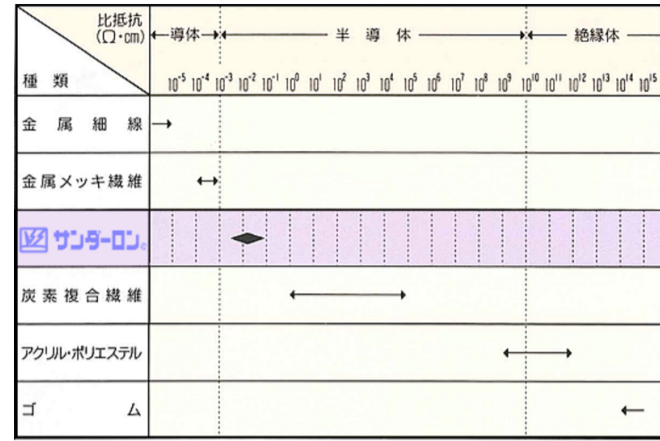 比抵抗
(Ω・cm)
導体 半導体 絶縁体
種類
10⁻⁵ 10⁻⁴ 10⁻³ 10⁻² 10⁻¹ 10⁰ 10¹ 10² 10³ 10⁴ 10⁵ 10⁶ 10⁷ 10⁸ 10⁹ 10¹⁰ 10¹¹ 10¹² 10¹³ 10¹⁴ 10¹⁵
金属細線
金属メッキ繊維
サンダーロン
炭素複合繊維
アクリル・ポリエステル
ゴム